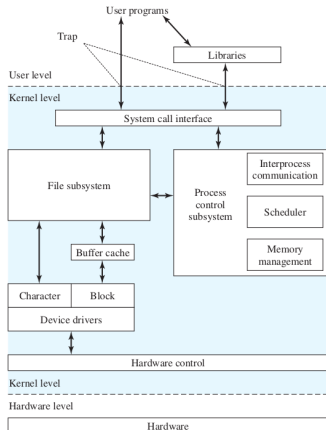 User programs
Trap
Libraries
User level
Kernel level
System call interface
File subsystem
Process
control
subsystem
Interprocess
communication
Scheduler
Memory
management
Buffer cache
Character
Block
Device drivers
Hardware control
Kernel level
Hardware level
Hardware